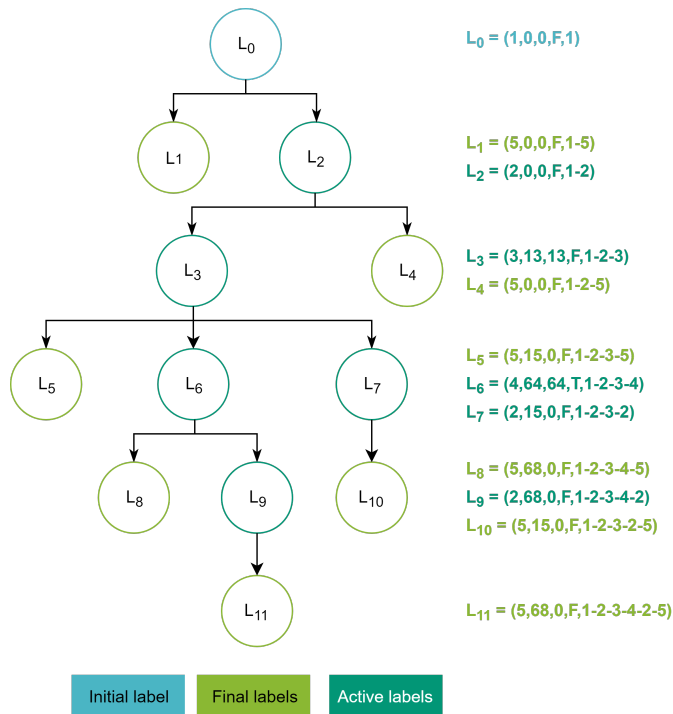 L0
L0 = (1,0,0,F,1)
L1
L2
L1 = (5,0,0,F,1-5)
L2 = (2,0,0,F,1-2)
L3
L4
L3 = (3,13,13,F,1-2-3)
L4 = (5,0,0,F,1-2-5)
L5
L6
L7
L5 = (5,15,0,F,1-2-3-5)
L6 = (4,64,64,T,1-2-3-4)
L7 = (2,15,0,F,1-2-3-2)
L8
L9
L10
L8 = (5,68,0,F,1-2-3-4-5)
L9 = (2,68,0,F,1-2-3-4-2)
L10 = (5,15,0,F,1-2-3-2-5)
L11
L11 = (5,68,0,F,1-2-3-4-2-5)
Initial label
Final labels
Active labels